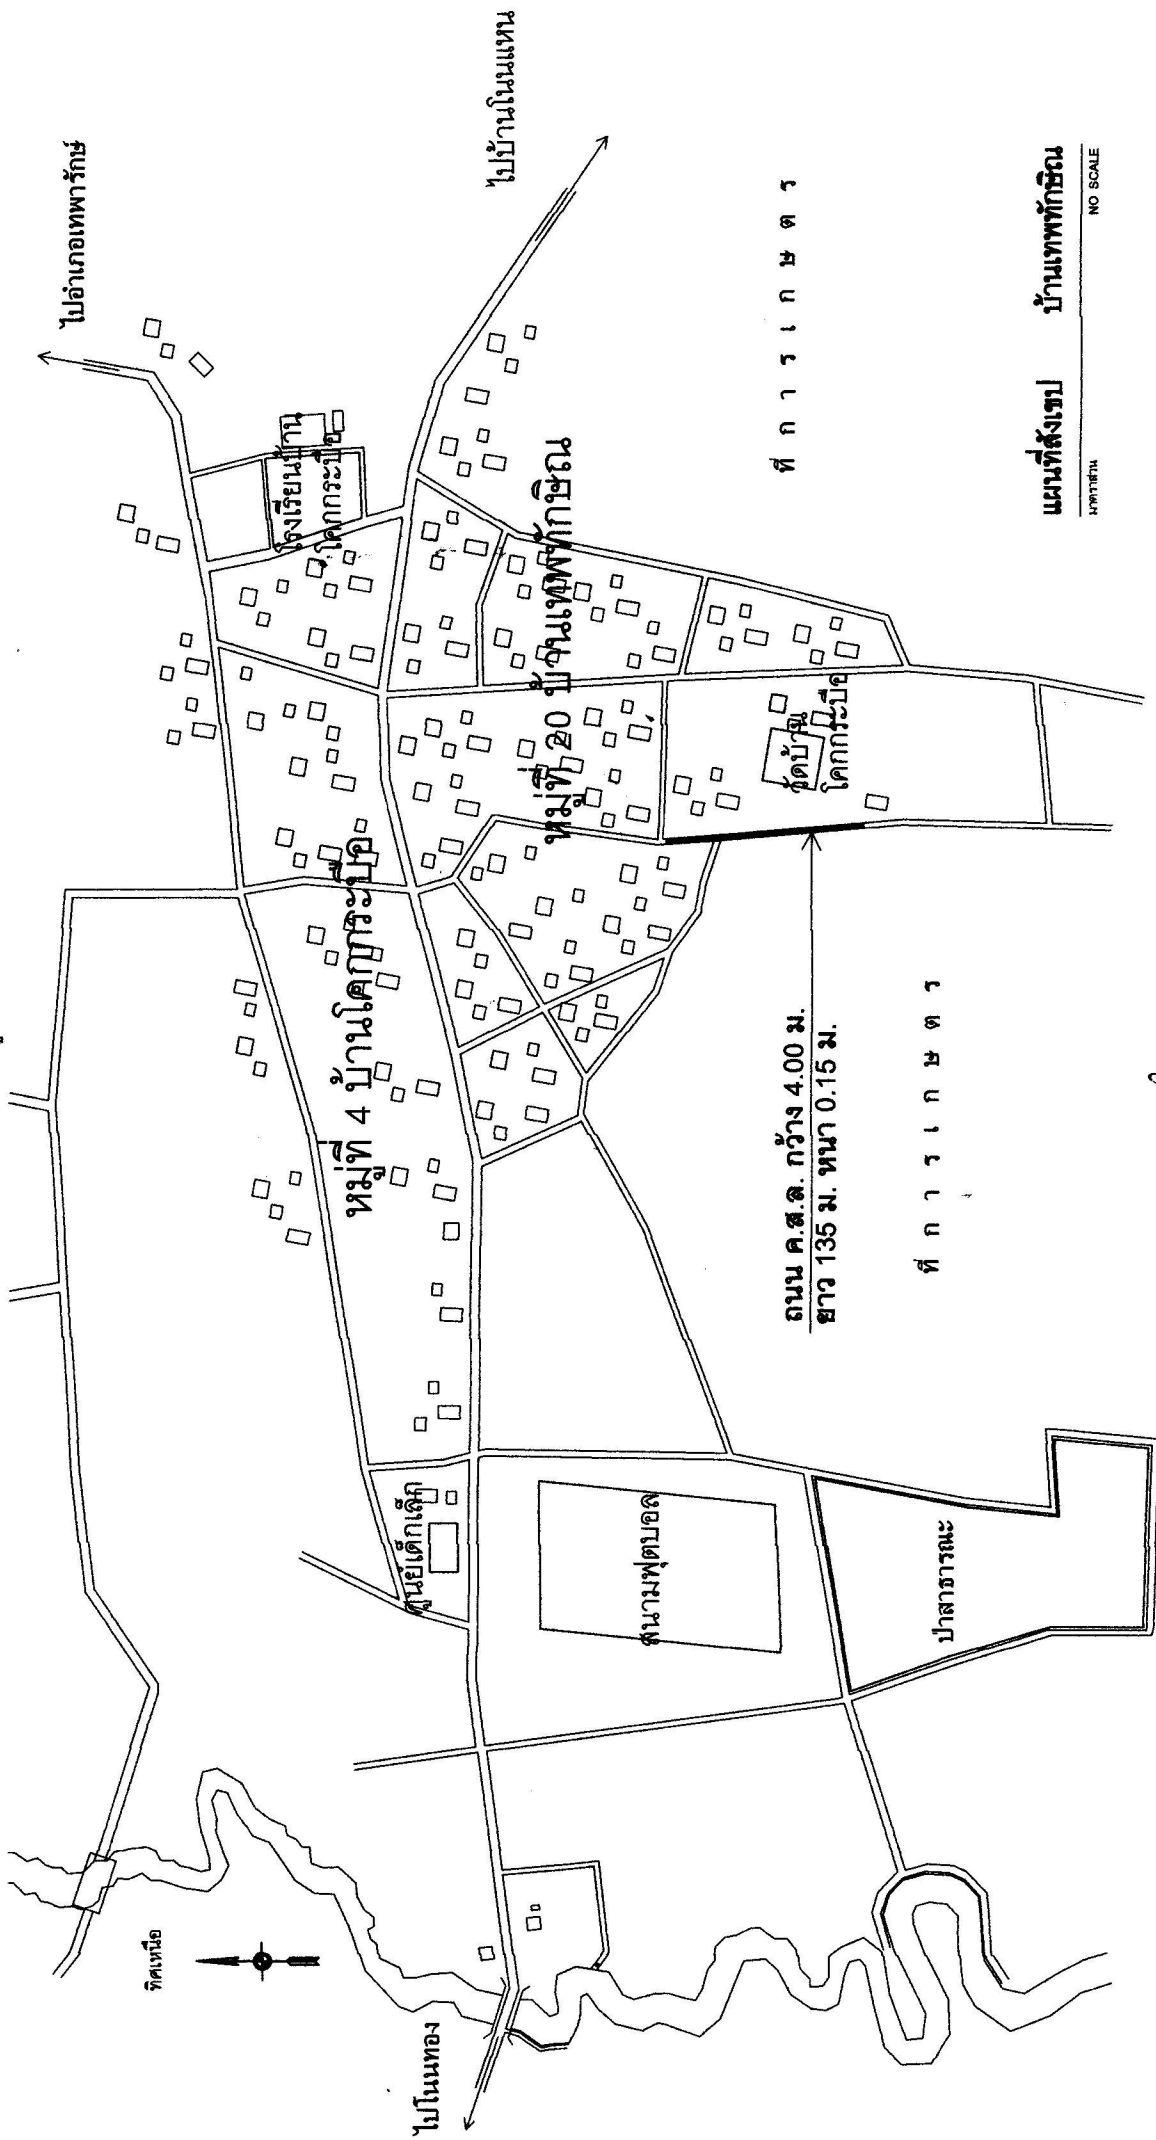 ไปอำเภอเทพารักษ์
ไปบ้านโนนแหน
โรงเรียนบ้าน
โคกกระบือ
หมู่ที่ 4 บ้านโคกกระบือ
หมู่ที่ 20 บ้านเทพทักษิณ
วัดบ้าน
โคกกระบือ
ที่การเกษตร
ถนน ค.ส.ล. กว้าง 4.00 ม.
ยาว 135 ม. หนา 0.15 ม.
ที่การเกษตร
ศูนย์เด็กเล็ก
สนามฟุตบอล
ป่าสาธารณะ
ทิศเหนือ
ไปโนนทอง
แผนที่สังเขป บ้านเทพทักษิณ
มาตราส่วน NO SCALE